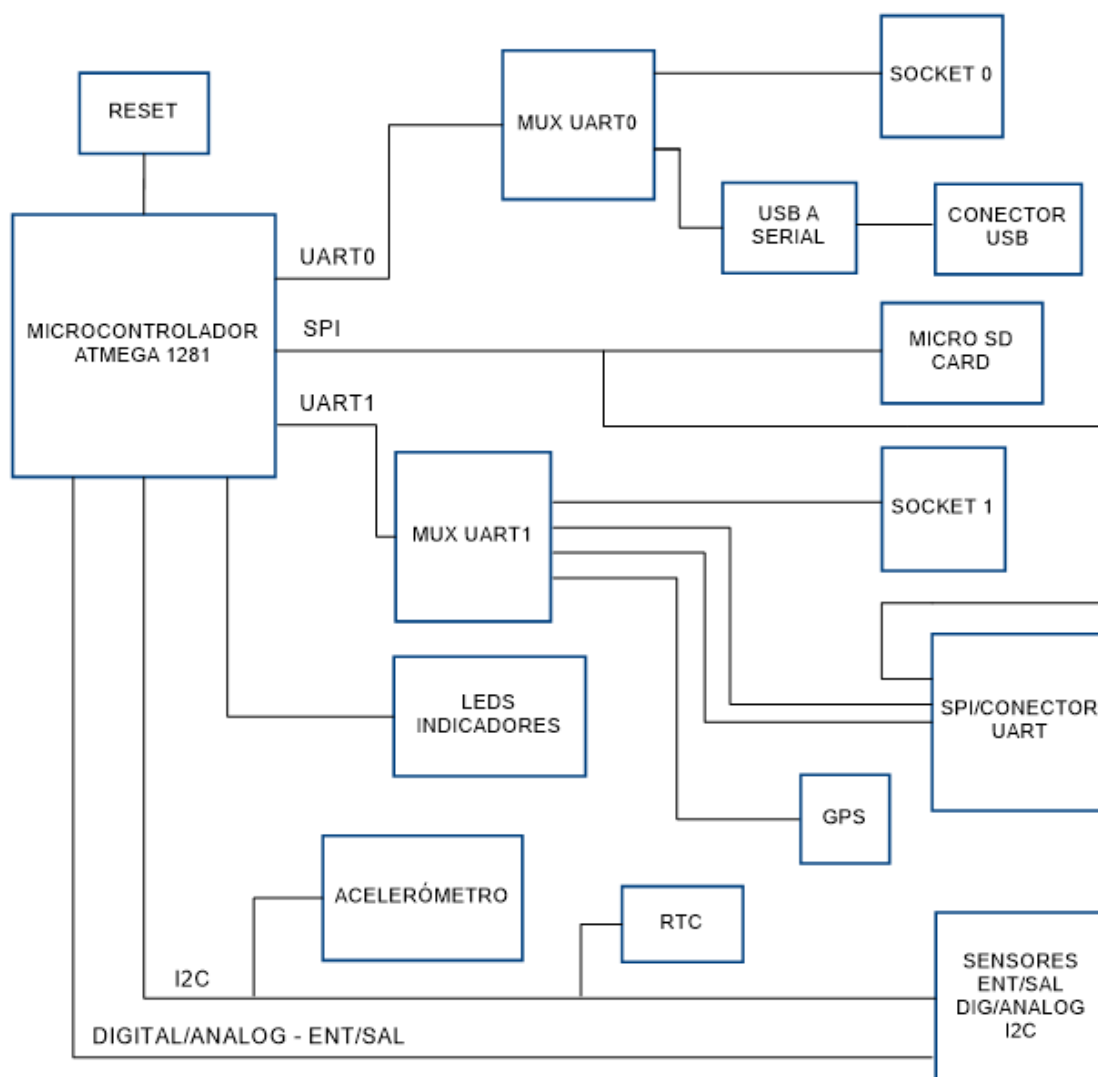 RESET
MUX UART0
SOCKET 0
USB A
SERIAL
CONECTOR
USB
UART0
MICROCONTROLADOR
ATMEGA 1281
SPI
MICRO SD
CARD
UART1
MUX UART1
SOCKET 1
LEDS
INDICADORES
SPI/CONECTOR
UART
GPS
ACELERÓMETRO
RTC
I2C
SENSORES
ENT/SAL
DIG/ANALOG
I2C
DIGITAL/ANALOG - ENT/SAL